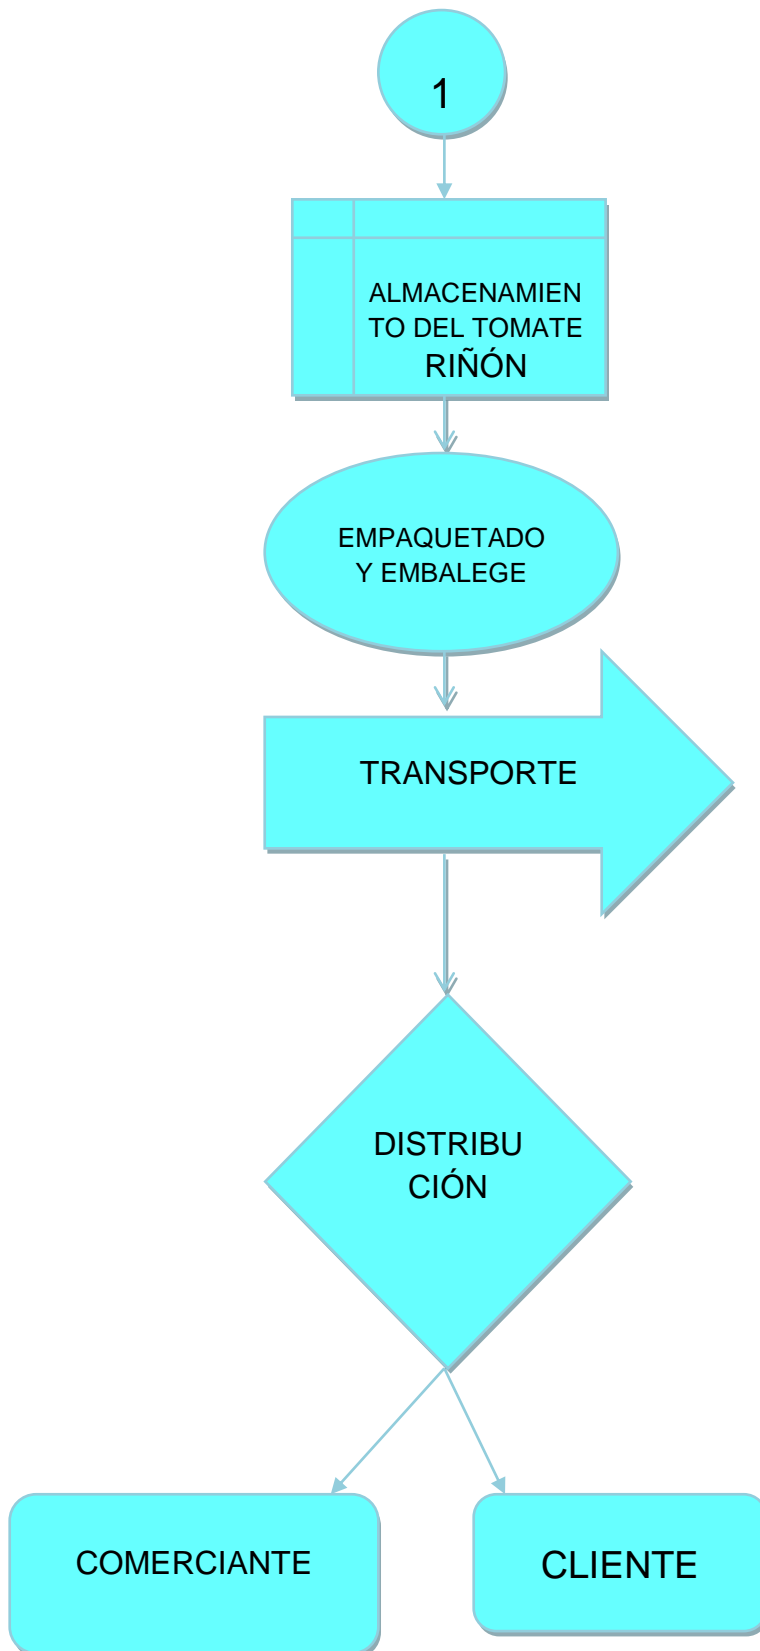 1
ALMACENAMIEN
TO DEL TOMATE
RIÑÓN
EMPAQUETADO
Y EMBALEGE
TRANSPORTE
DISTRIBU
CIÓN
COMERCIANTE
CLIENTE